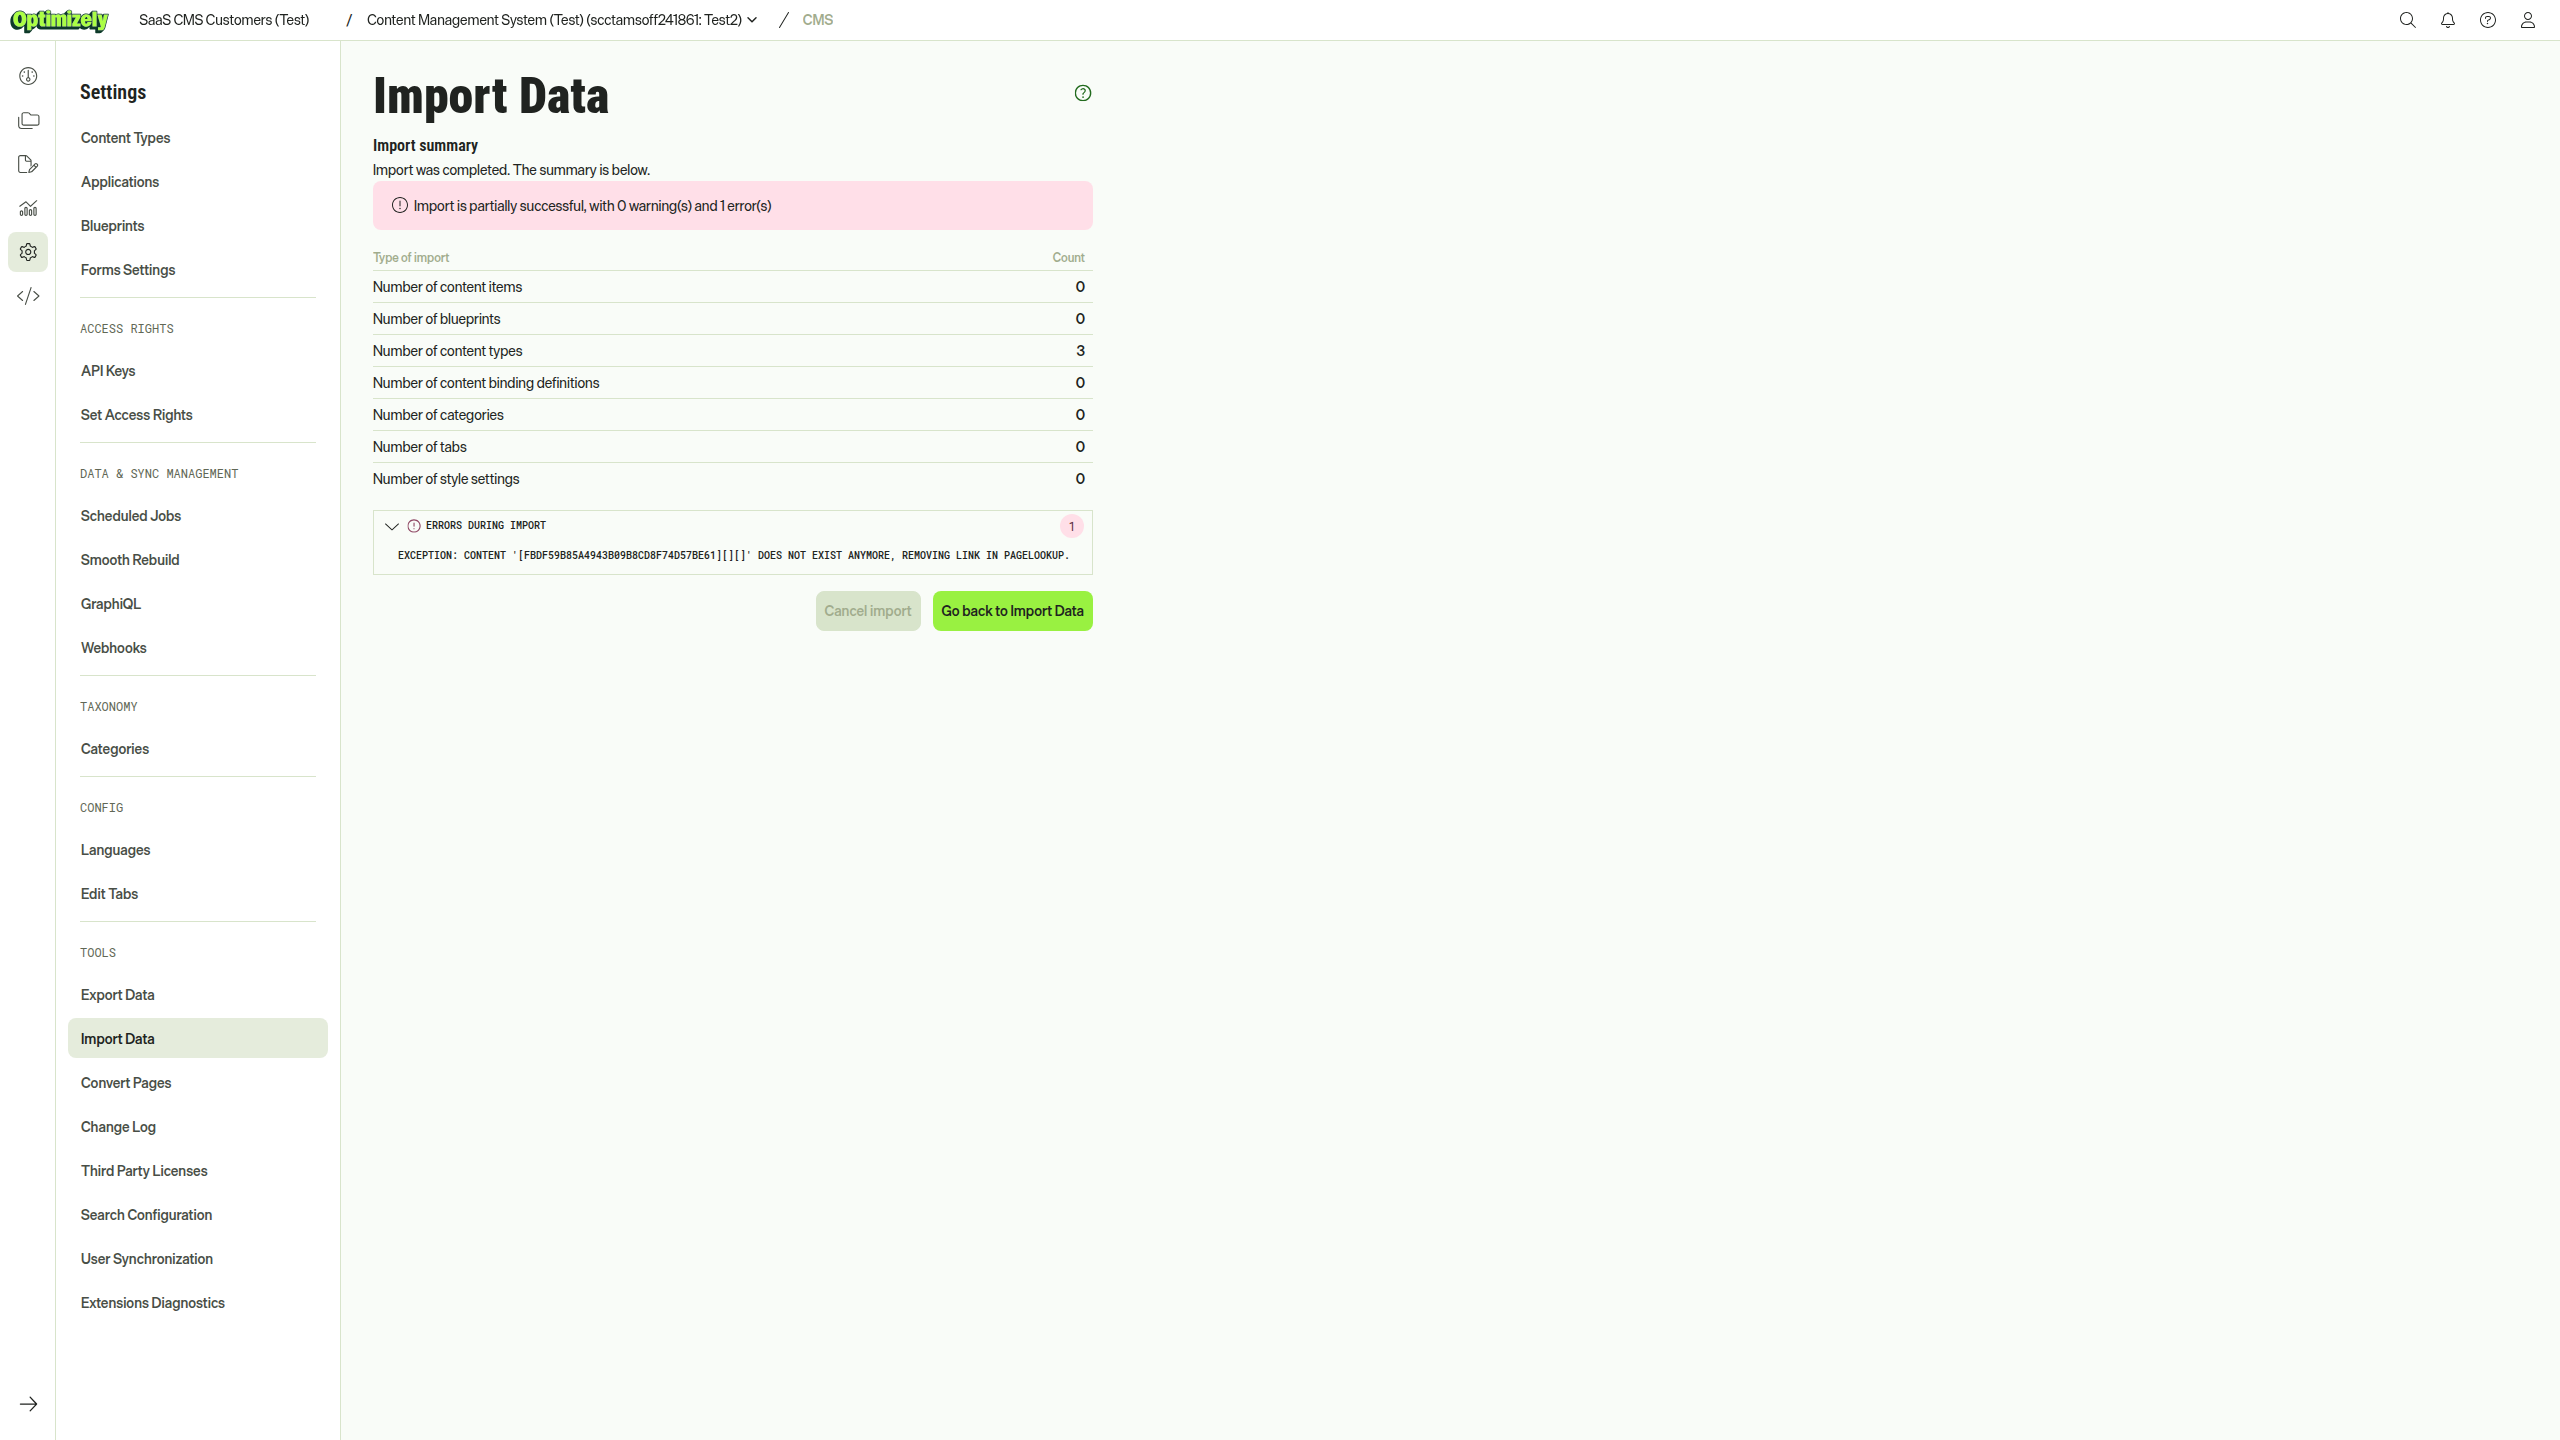 Optimizely SaaS CMS Customers (Test) / Content Management System (Test) (scctamsoff241861: Test2) / CMS
Settings
Content Types
Applications
Blueprints
Forms Settings
ACCESS RIGHTS
API Keys
Set Access Rights
DATA & SYNC MANAGEMENT
Scheduled Jobs
Smooth Rebuild
GraphiQL
Webhooks
TAXONOMY
Categories
CONFIG
Languages
Edit Tabs
TOOLS
Export Data
Import Data
Convert Pages
Change Log
Third Party Licenses
Search Configuration
User Synchronization
Extensions Diagnostics
Import Data
Import summary
Import was completed. The summary is below.
Import is partially successful, with 0 warning(s) and 1 error(s)
Type of import Count
Number of content items 0
Number of blueprints 0
Number of content types 3
Number of content binding definitions 0
Number of categories 0
Number of tabs 0
Number of style settings 0
ERRORS DURING IMPORT 1
EXCEPTION: CONTENT '[FBDF59B85A4943B09B8CD8F74D57BE61][][]' DOES NOT EXIST ANYMORE, REMOVING LINK IN PAGELOOKUP.
Cancel import Go back to Import Data